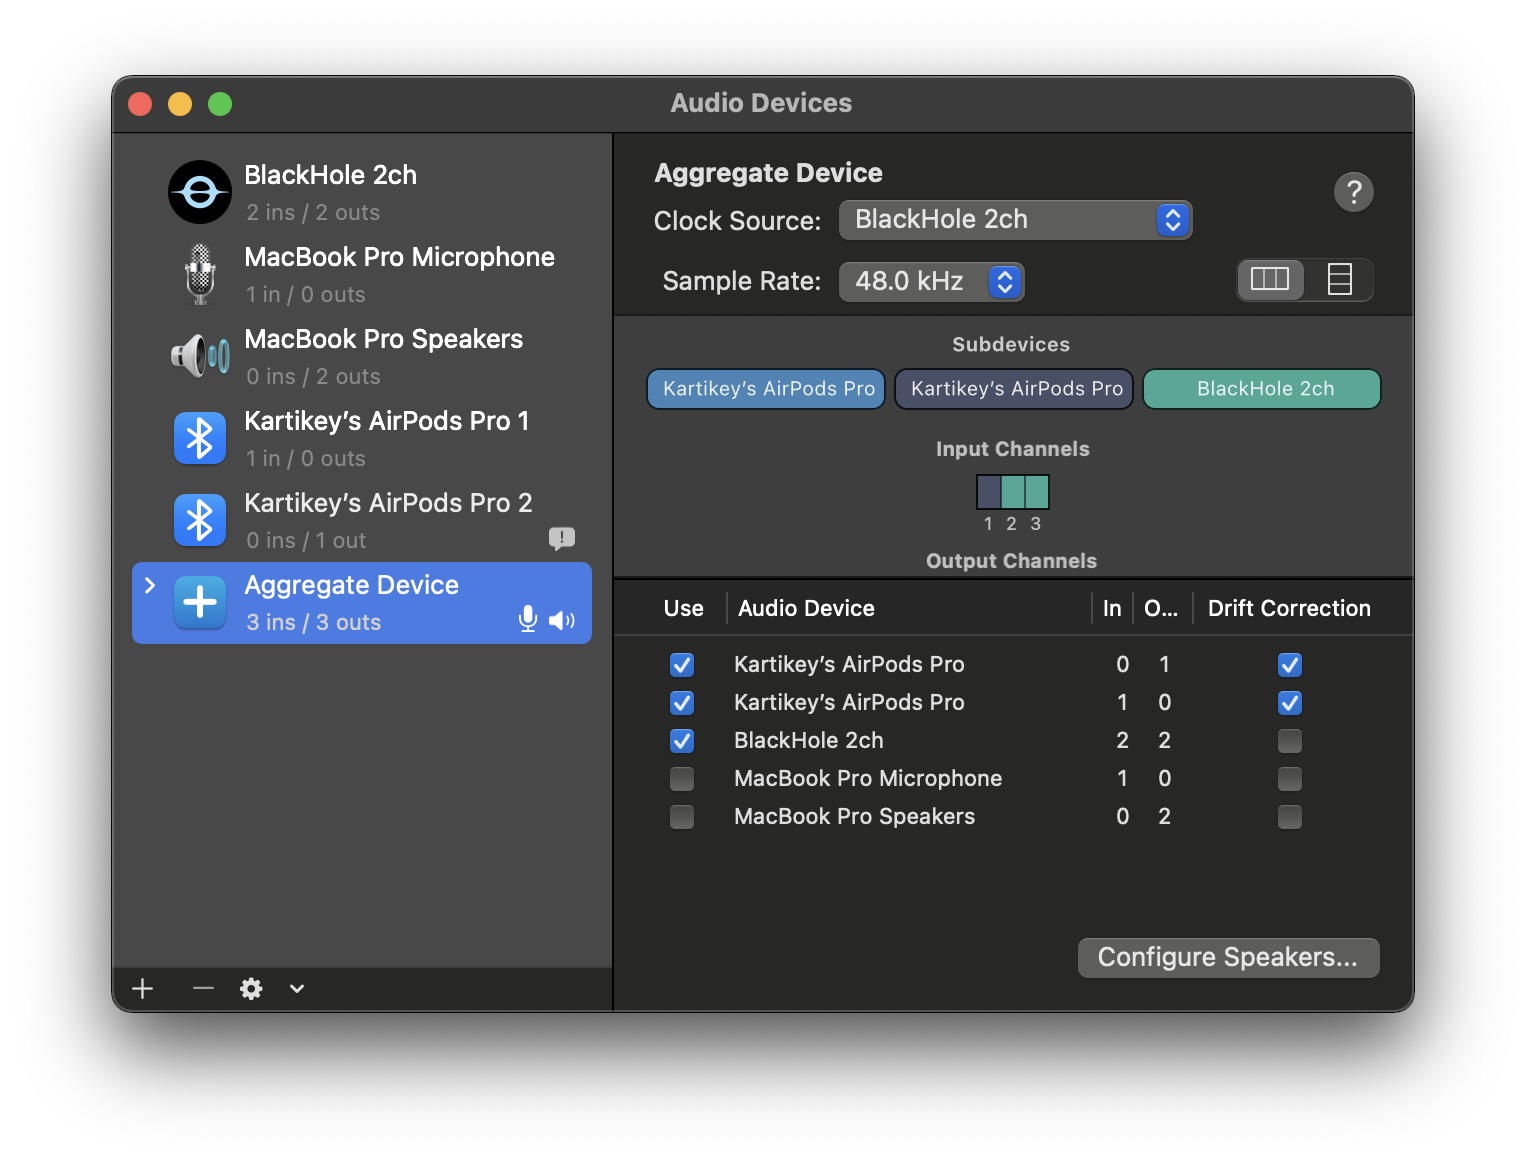 Audio Devices
BlackHole 2ch
2 ins / 2 outs
MacBook Pro Microphone
1 in / 0 outs
MacBook Pro Speakers
0 ins / 2 outs
Kartikey’s AirPods Pro 1
1 in / 0 outs
Kartikey’s AirPods Pro 2
0 ins / 1 out
Aggregate Device
3 ins / 3 outs
Aggregate Device
?
Clock Source: BlackHole 2ch
Sample Rate: 48.0 kHz
Subdevices
Kartikey’s AirPods Pro Kartikey’s AirPods Pro BlackHole 2ch
Input Channels
1 2 3
Output Channels
Use Audio Device In O... Drift Correction
Kartikey’s AirPods Pro 0 1
Kartikey’s AirPods Pro 1 0
BlackHole 2ch 2 2
MacBook Pro Microphone 1 0
MacBook Pro Speakers 0 2
Configure Speakers...